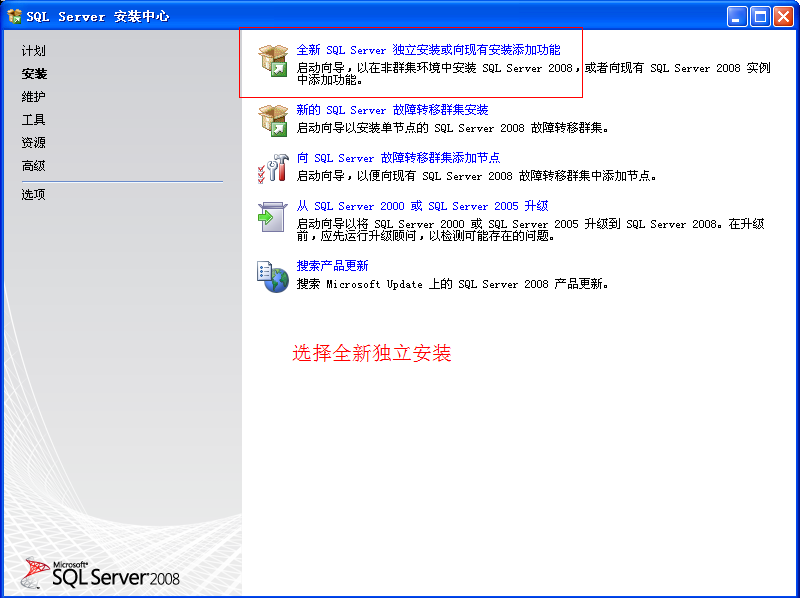 SQL Server 安装中心
计划
安装
维护
工具
资源
高级
选项
全新 SQL Server 独立安装或向现有安装添加功能
启动向导，以在非群集环境中安装 SQL Server 2008，或者向现有 SQL Server 2008 实例
中添加功能。
新的 SQL Server 故障转移群集安装
启动向导以安装单节点的 SQL Server 2008 故障转移群集。
向 SQL Server 故障转移群集添加节点
启动向导，以便向现有 SQL Server 2008 故障转移群集中添加节点。
从 SQL Server 2000 或 SQL Server 2005 升级
启动向导以将 SQL Server 2000 或 SQL Server 2005 升级到 SQL Server 2008。在升级
前，应先运行升级顾问，以检测可能存在的问题。
搜索产品更新
搜索 Microsoft Update 上的 SQL Server 2008 产品更新。
选择全新独立安装
Microsoft®
SQL Server 2008